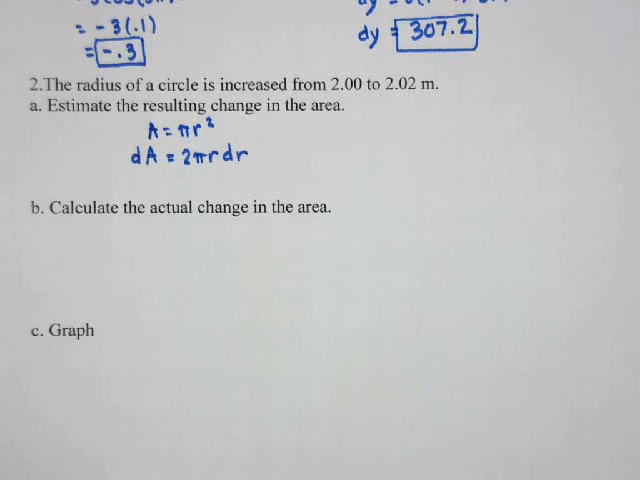 = -3(.1)
= -.3
dy = 307.2
2.The radius of a circle is increased from 2.00 to 2.02 m.
a. Estimate the resulting change in the area.
A = πr²
dA = 2πr dr
b. Calculate the actual change in the area.
c. Graph